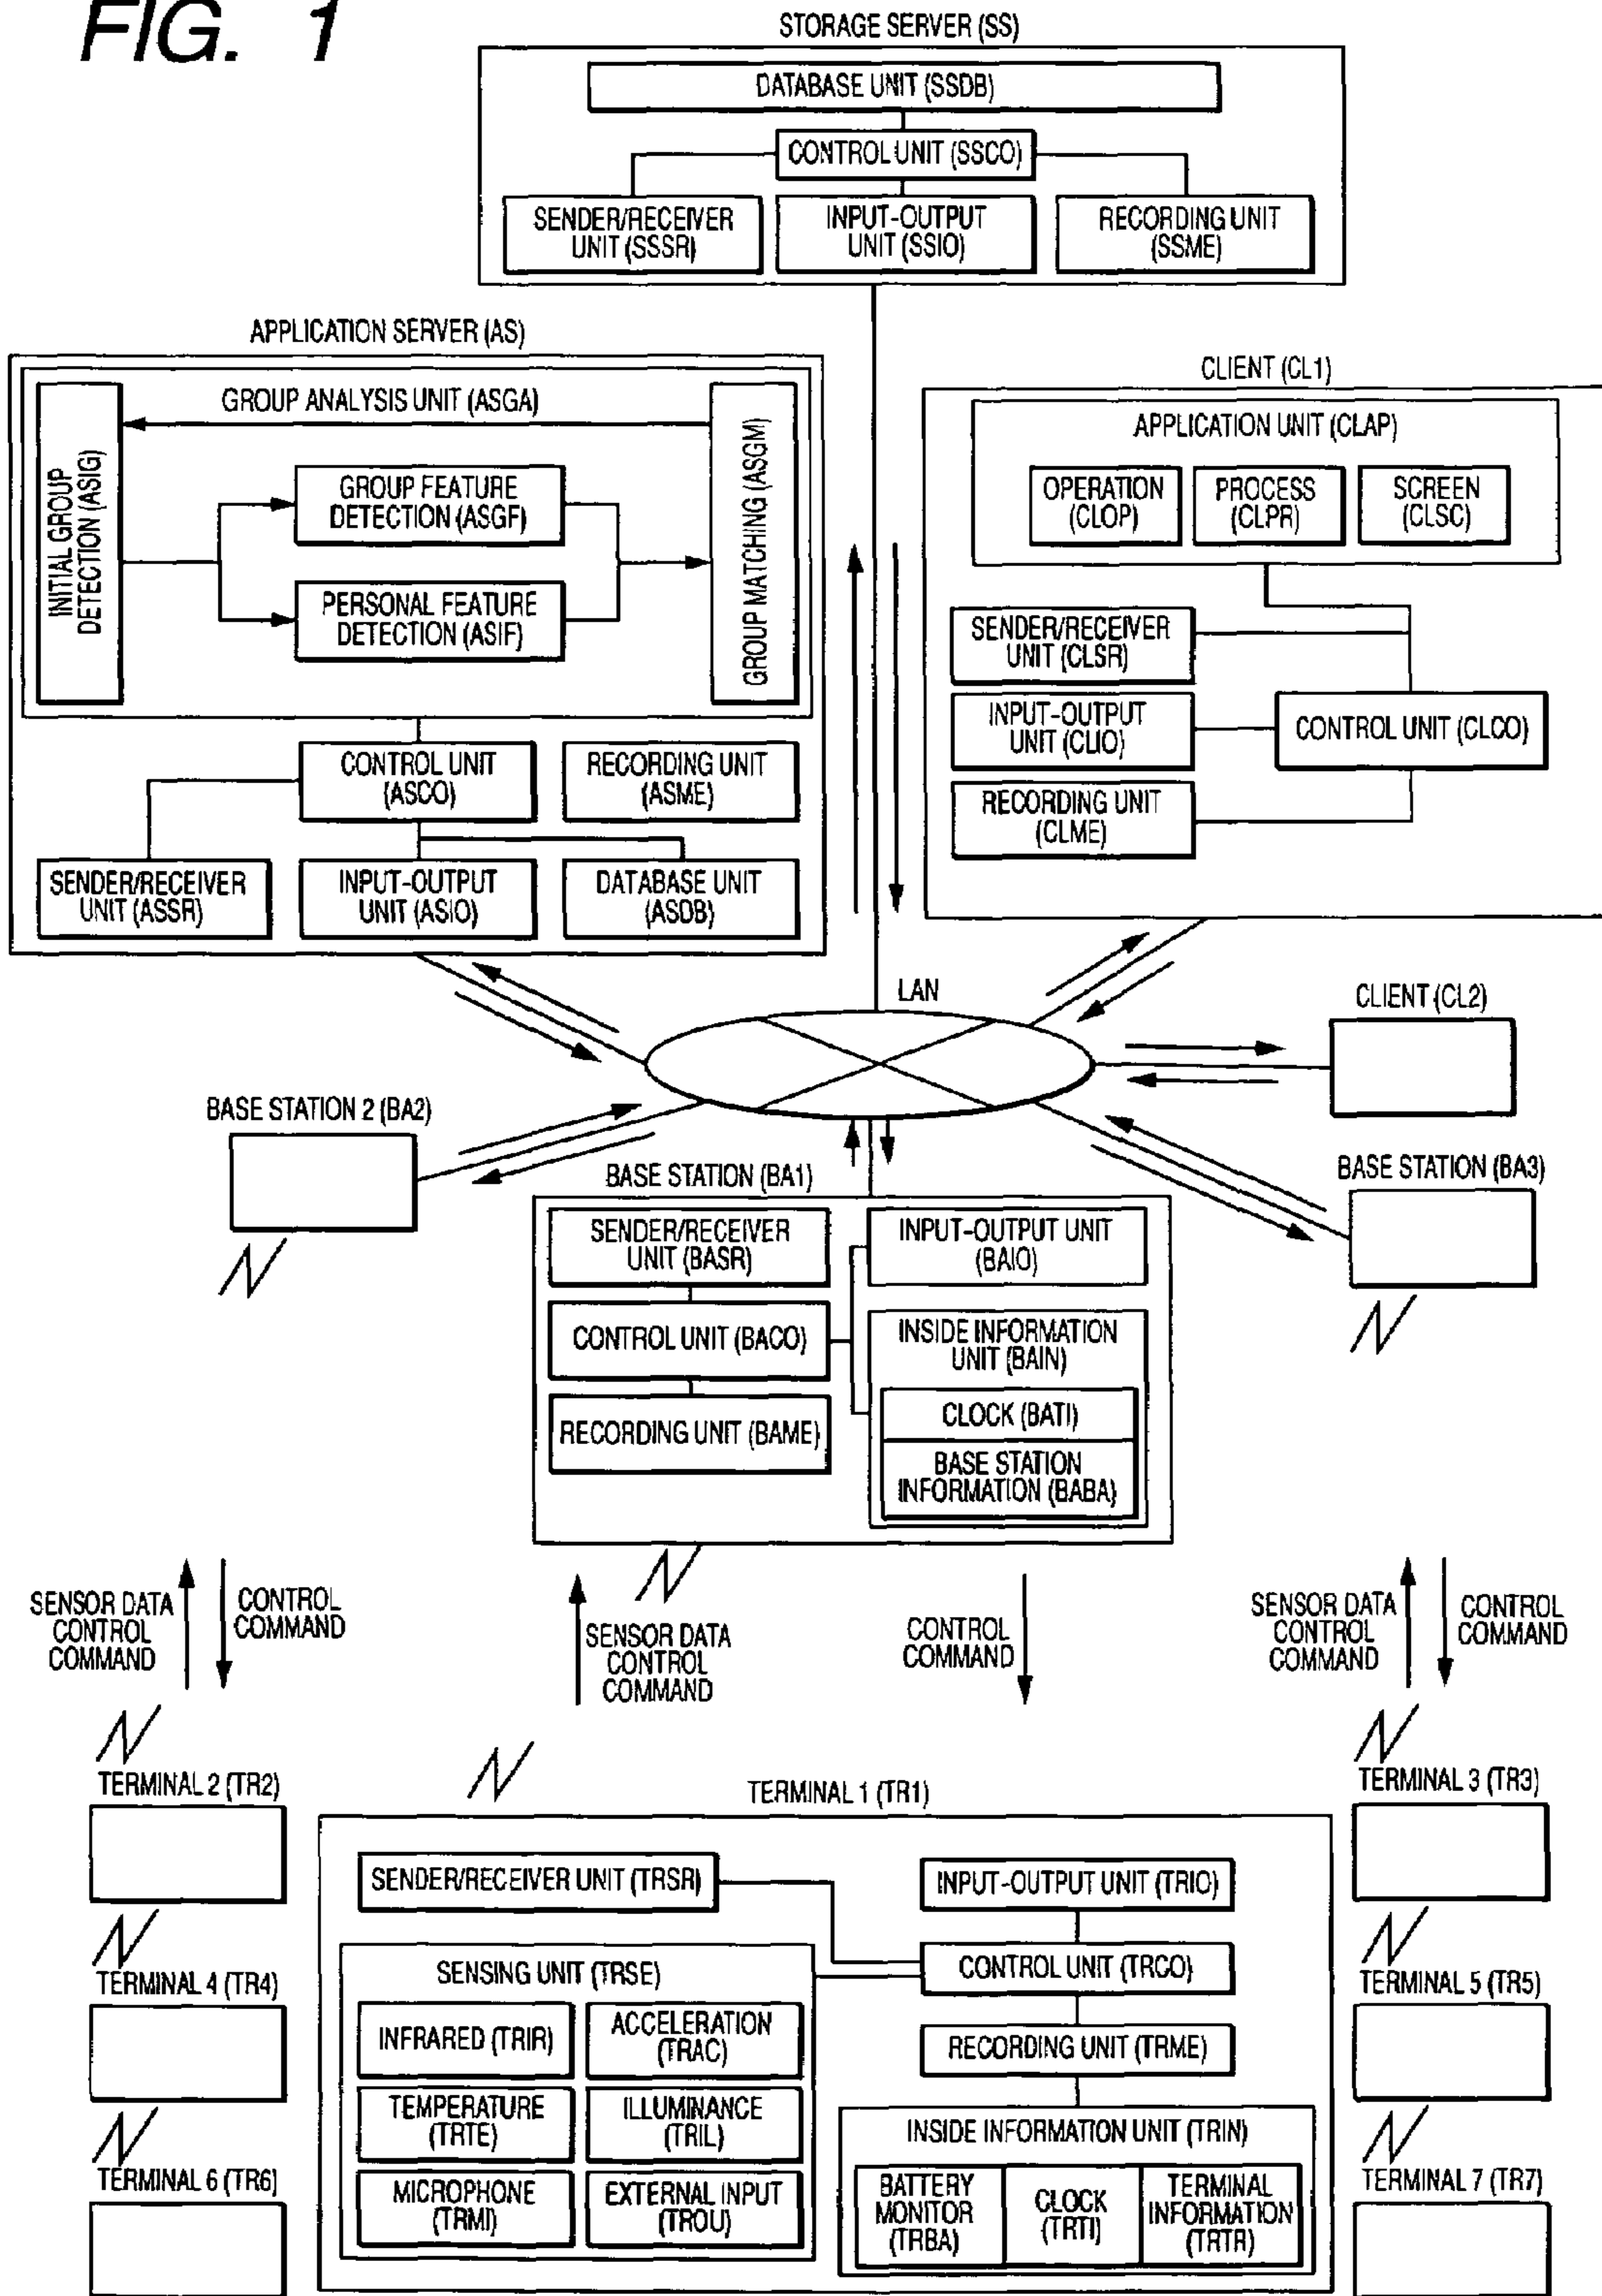 FIG. 1
STORAGE SERVER (SS)
DATABASE UNIT (SSDB)
CONTROL UNIT (SSCO)
SENDER/RECEIVER
UNIT (SSSR)
INPUT-OUTPUT
UNIT (SSIO)
RECORDING UNIT
(SSME)
APPLICATION SERVER (AS)
GROUP ANALYSIS UNIT (ASGA)
INITIAL GROUP
DETECTION (ASIG)
GROUP FEATURE
DETECTION (ASGF)
PERSONAL FEATURE
DETECTION (ASIF)
GROUP MATCHING (ASGM)
CONTROL UNIT
(ASCO)
RECORDING UNIT
(ASME)
SENDER/RECEIVER
UNIT (ASSR)
INPUT-OUTPUT
UNIT (ASIO)
DATABASE UNIT
(ASDB)
CLIENT (CL1)
APPLICATION UNIT (CLAP)
OPERATION
(CLOP)
PROCESS
(CLPR)
SCREEN
(CLSC)
SENDER/RECEIVER
UNIT (CLSR)
INPUT-OUTPUT
UNIT (CLIO)
CONTROL UNIT (CLCO)
RECORDING UNIT
(CLME)
LAN
CLIENT (CL2)
BASE STATION 2 (BA2)
BASE STATION (BA1)
BASE STATION (BA3)
SENDER/RECEIVER
UNIT (BASR)
INPUT-OUTPUT UNIT
(BAIO)
CONTROL UNIT (BACO)
INSIDE INFORMATION
UNIT (BAIN)
RECORDING UNIT (BAME)
CLOCK (BATI)
BASE STATION
INFORMATION (BABA)
SENSOR DATA
CONTROL
COMMAND
CONTROL
COMMAND
SENSOR DATA
CONTROL
COMMAND
CONTROL
COMMAND
SENSOR DATA
CONTROL
COMMAND
CONTROL
COMMAND
TERMINAL 2 (TR2)
TERMINAL 1 (TR1)
TERMINAL 3 (TR3)
SENDER/RECEIVER UNIT (TRSR)
INPUT-OUTPUT UNIT (TRIO)
SENSING UNIT (TRSE)
CONTROL UNIT (TRCO)
TERMINAL 4 (TR4)
TERMINAL 5 (TR5)
INFRARED (TRIR)
ACCELERATION
(TRAC)
RECORDING UNIT (TRME)
TEMPERATURE
(TRTE)
ILLUMINANCE
(TRIL)
INSIDE INFORMATION UNIT (TRIN)
TERMINAL 6 (TR6)
TERMINAL 7 (TR7)
MICROPHONE
(TRMI)
EXTERNAL INPUT
(TROU)
BATTERY
MONITOR
(TRBA)
CLOCK
(TRTI)
TERMINAL
INFORMATION
(TRTR)